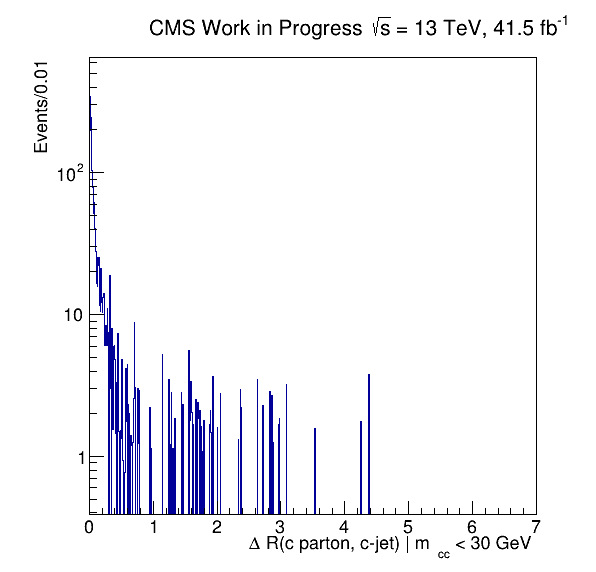 CMS Work in Progress √s = 13 TeV, 41.5 fb⁻¹
Events/0.01
10²
10
1
0 1 2 3 4 5 6 7
Δ R(c parton, c-jet) | m cc < 30 GeV